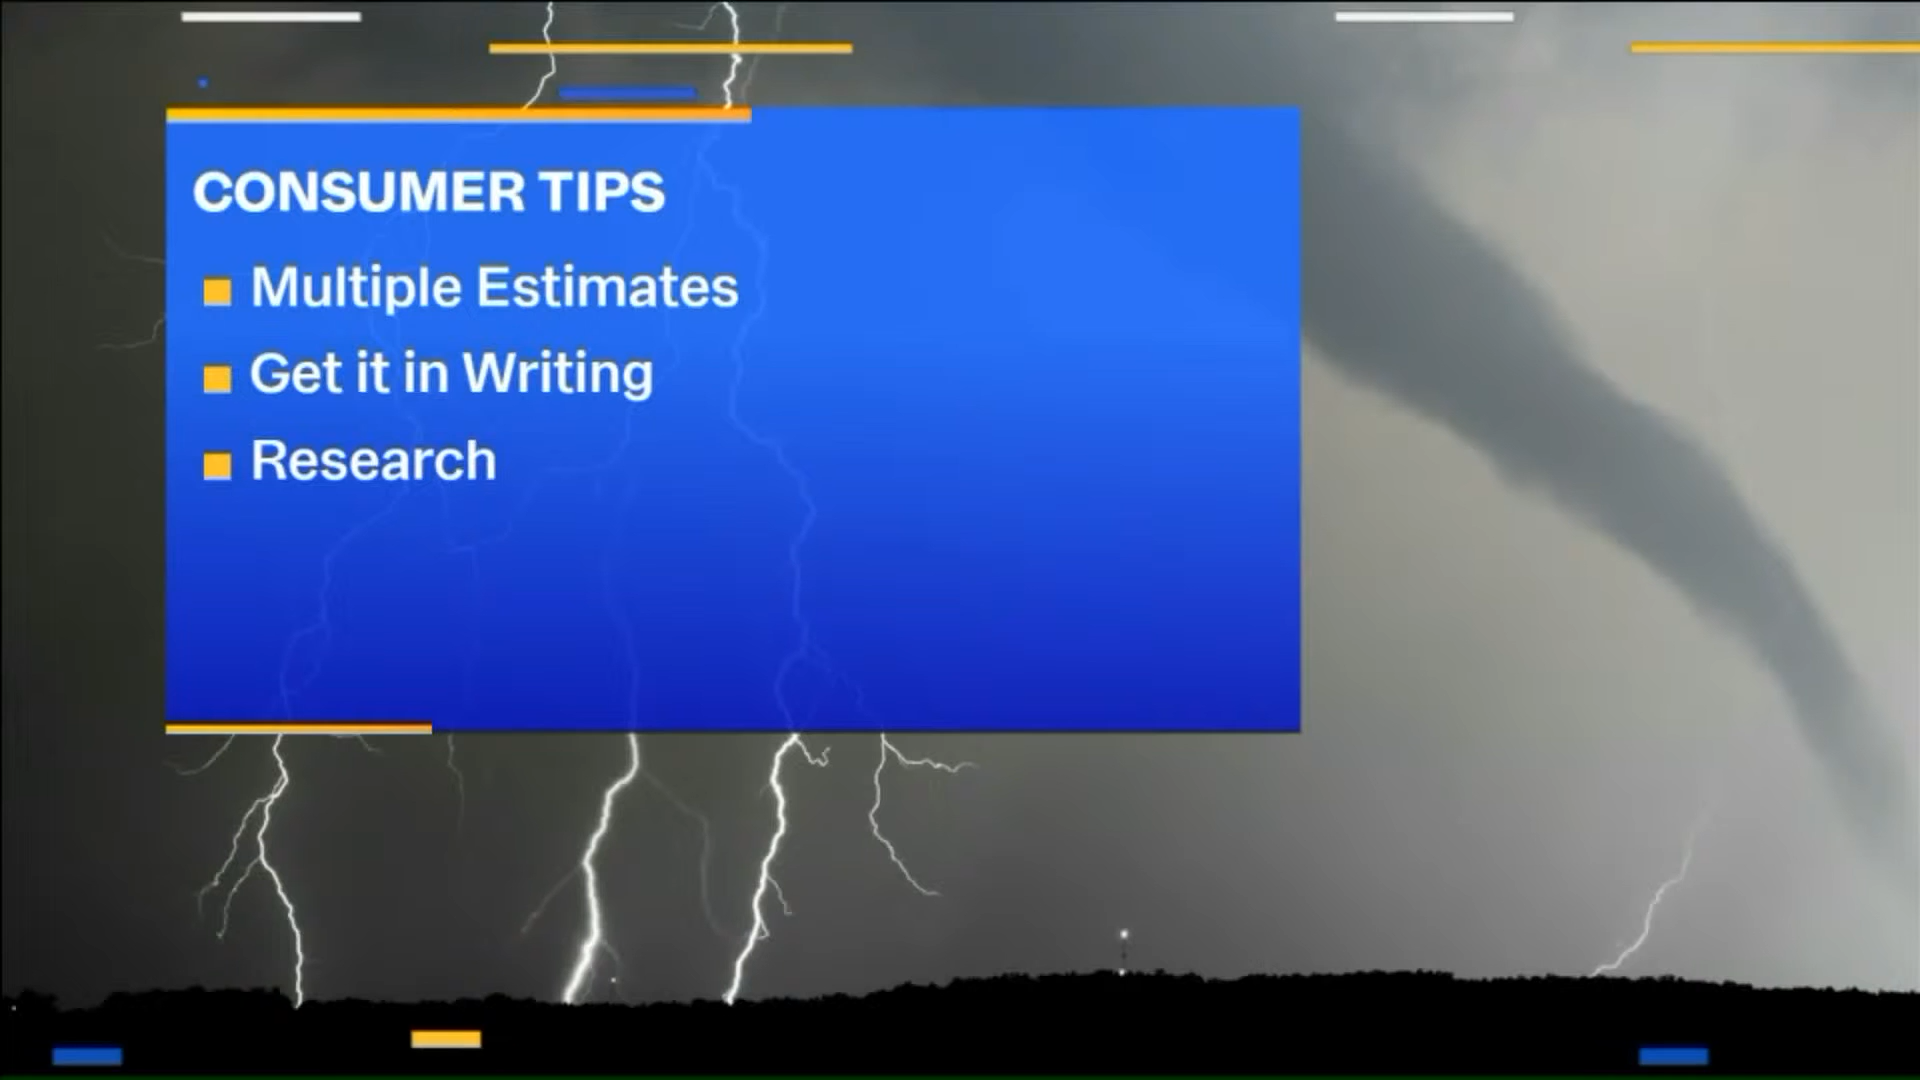 CONSUMER TIPS
Multiple Estimates
Get it in Writing
Research